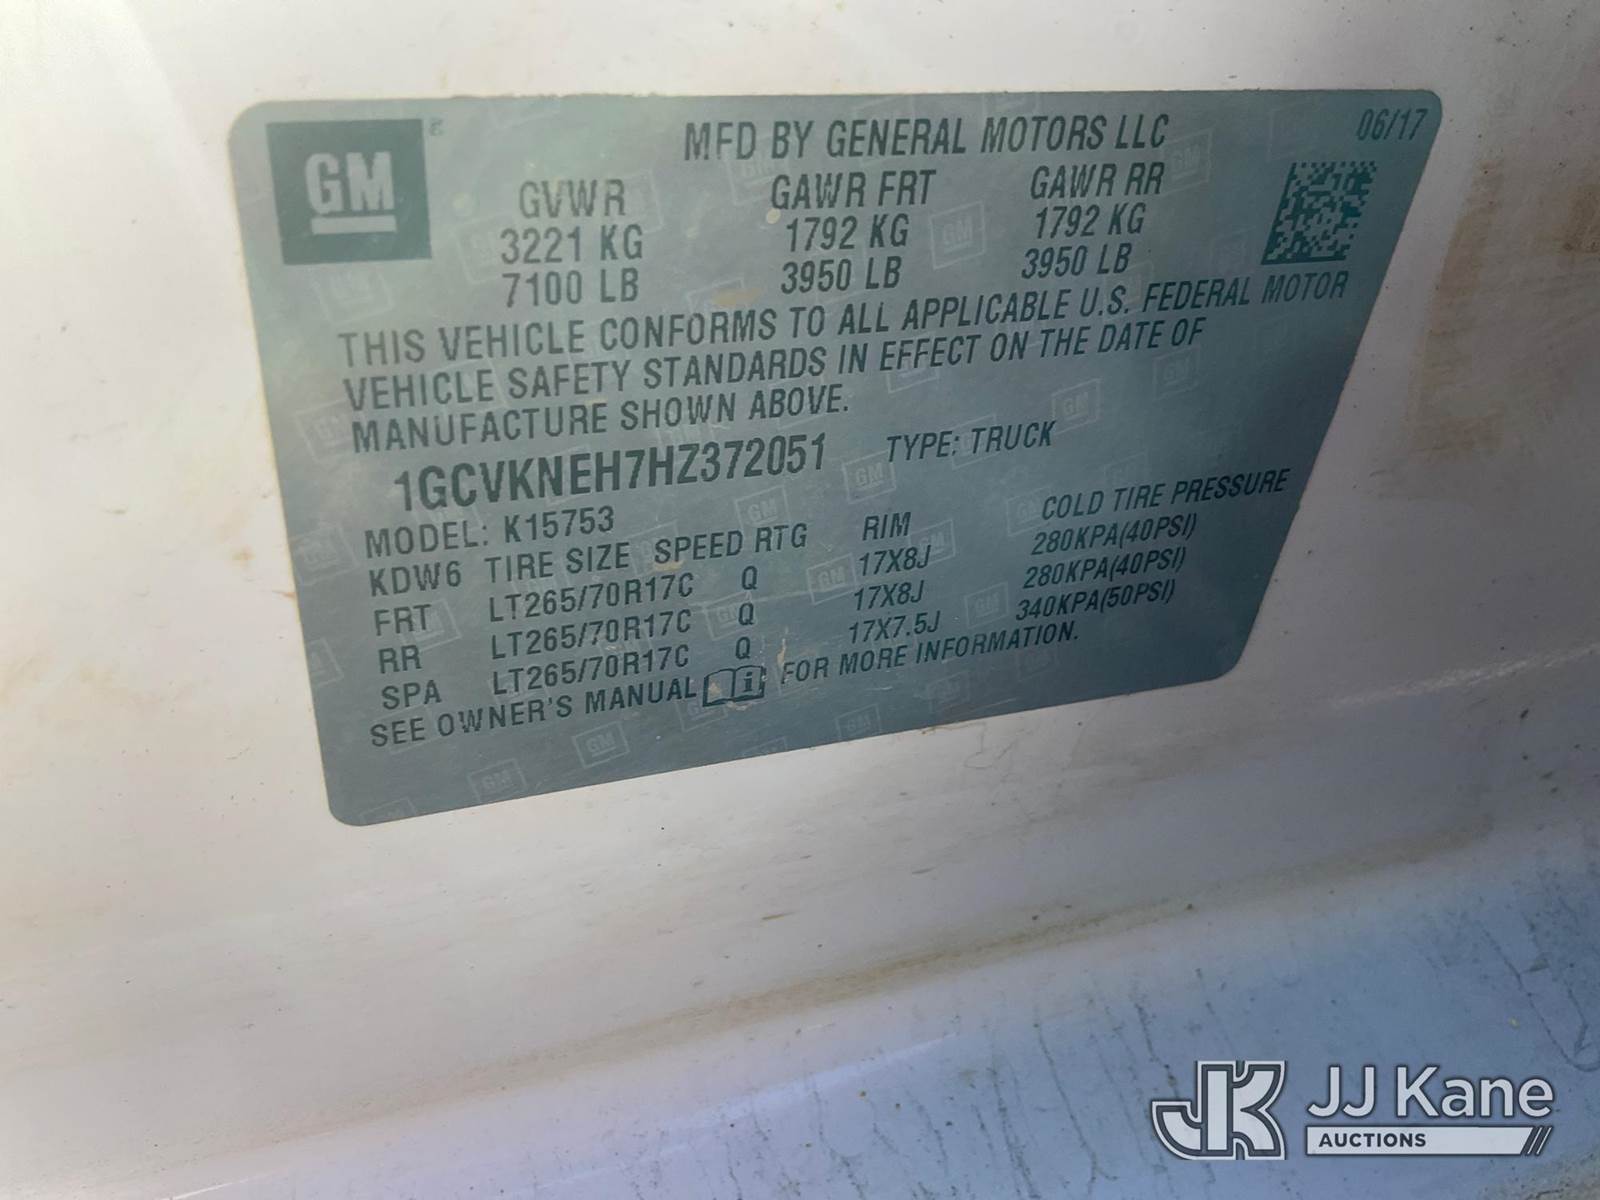 GM
MFD BY GENERAL MOTORS LLC 06/17
GVWR GAWR FRT GAWR RR
3221 KG 1792 KG 1792 KG
7100 LB 3950 LB 3950 LB
THIS VEHICLE CONFORMS TO ALL APPLICABLE U.S. FEDERAL MOTOR
VEHICLE SAFETY STANDARDS IN EFFECT ON THE DATE OF
MANUFACTURE SHOWN ABOVE.
1GCVKNEH7HZ372051 TYPE: TRUCK
MODEL: K15753
KDW6 TIRE SIZE SPEED RTG RIM COLD TIRE PRESSURE
FRT LT265/70R17C Q 17X8J 280KPA(40PSI)
RR LT265/70R17C Q 17X8J 280KPA(40PSI)
SPA LT265/70R17C Q 17X7.5J 340KPA(50PSI)
SEE OWNER'S MANUAL i FOR MORE INFORMATION.
JK JJ Kane
AUCTIONS